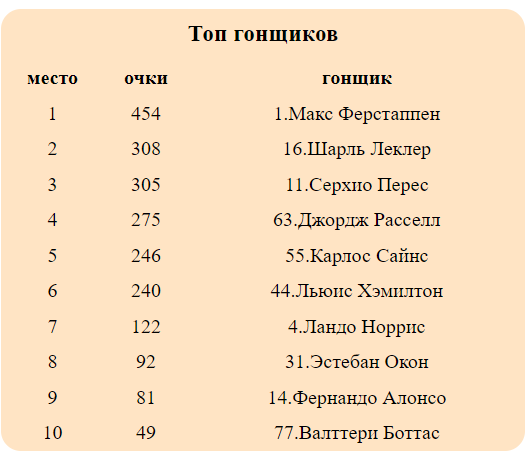 Топ гонщиков
место очки гонщик
1 454 1.Макс Ферстаппен
2 308 16.Шарль Леклер
3 305 11.Серхио Перес
4 275 63.Джордж Расселл
5 246 55.Карлос Сайнс
6 240 44.Льюис Хэмилтон
7 122 4.Ландо Норрис
8 92 31.Эстебан Окон
9 81 14.Фернандо Алонсо
10 49 77.Валттери Боттас